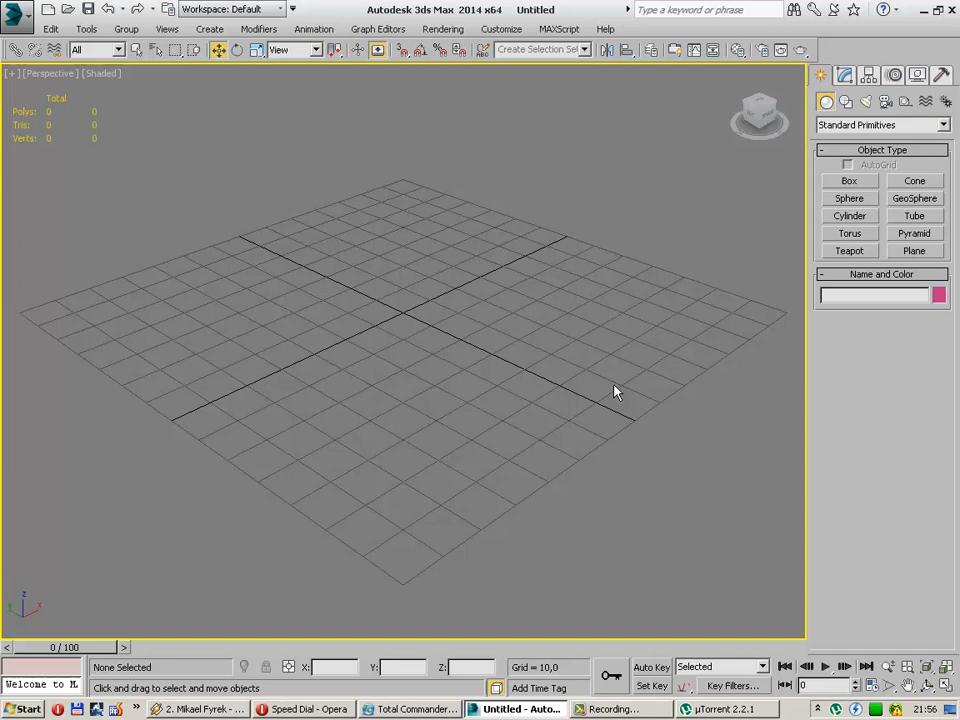 Workspace: Default
Autodesk 3ds Max 2014 x64 Untitled
Type a keyword or phrase
Edit Tools Group Views Create Modifiers Animation Graph Editors Rendering Customize MAXScript Help
All
View
Create Selection Se
[+] [Perspective] [Shaded]
Total
Polys: 0 0
Tris: 0 0
Verts: 0 0
Standard Primitives
- Object Type
AutoGrid
Box Cone
Sphere GeoSphere
Cylinder Tube
Torus Pyramid
Teapot Plane
- Name and Color
z
x
< 0 / 100 >
None Selected
X: Y: Z:
Grid = 10,0
Auto Key
Selected
Welcome to M.
Click and drag to select and move objects
Add Time Tag
Set Key
Key Filters...
0
Start
2. Mikael Fyrek - ...
Speed Dial - Opera
Total Commander...
Untitled - Auto...
Recording...
µTorrent 2.2.1
21:56